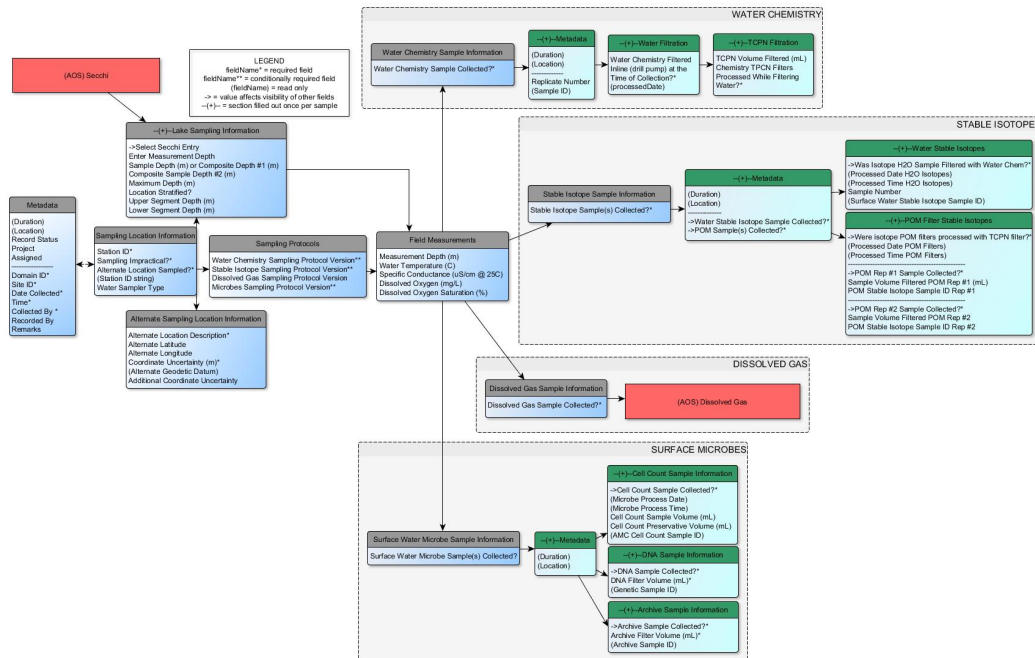 WATER CHEMISTRY
Water Chemistry Sample Information
Water Chemistry Sample Collected?*
--(+)--Metadata
(Duration)
(Location)
---------------
Replicate Number
(Sample ID)
--(+)--Water Filtration
Water Chemistry Filtered
Inline (drill pump) at the
Time of Collection?*
(processedDate)
--(+)--TCPN Filtration
TCPN Volume Filtered (mL)
Chemistry TCPN Filters
Processed While Filtering
Water?*
(AOS) Secchi
LEGEND
fieldName* = required field
fieldName** = conditionally required field
(fieldName) = read only
-> = value affects visibility of other fields
--(+)-- = section filled out once per sample
--(+)--Lake Sampling Information
->Select Secchi Entry
Enter Measurement Depth
Sample Depth (m) or Composite Depth #1 (m)
Composite Sample Depth #2 (m)
Maximum Depth (m)
Location Stratified?
Upper Segment Depth (m)
Lower Segment Depth (m)
Metadata
(Duration)
(Location)
Record Status
Project
Assigned
---------------
Domain ID*
Site ID*
Date Collected*
Time*
Collected By *
Recorded By
Remarks
Sampling Location Information
Station ID*
Sampling Impractical?*
Alternate Location Sampled?*
(Station ID string)
Water Sampler Type
Sampling Protocols
Water Chemistry Sampling Protocol Version**
Stable Isotope Sampling Protocol Version**
Dissolved Gas Sampling Protocol Version
Microbes Sampling Protocol Version**
Alternate Sampling Location Information
Alternate Location Description*
Alternate Latitude
Alternate Longitude
Coordinate Uncertainty (m)*
(Alternate Geodetic Datum)
Additional Coordinate Uncertainty
Field Measurements
Measurement Depth (m)
Water Temperature (C)
Specific Conductance (uS/cm @ 25C)
Dissolved Oxygen (mg/L)
Dissolved Oxygen Saturation (%)
STABLE ISOTOPE
Stable Isotope Sample Information
Stable Isotope Sample(s) Collected?*
--(+)--Metadata
(Duration)
(Location)
---------------
->Water Stable Isotope Sample Collected?*
->POM Sample(s) Collected?*
--(+)--Water Stable Isotopes
->Was Isotope H2O Sample Filtered with Water Chem?*
(Processed Date H2O Isotopes)
(Processed Time H2O Isotopes)
Sample Number
(Surface Water Stable Isotope Sample ID)
--(+)--POM Filter Stable Isotopes
->Were isotope POM filters processed with TCPN filter?*
(Processed Date POM Filters)
(Processed Time POM Filters)
--------------------------------------------------
->POM Rep #1 Sample Collected?*
Sample Volume Filtered POM Rep #1 (mL)
POM Stable Isotope Sample ID Rep #1
--------------------------------------------------
->POM Rep #2 Sample Collected?*
Sample Volume Filtered POM Rep #2
POM Stable Isotope Sample ID Rep #2
DISSOLVED GAS
Dissolved Gas Sample Information
Dissolved Gas Sample Collected?*
(AOS) Dissolved Gas
SURFACE MICROBES
Surface Water Microbe Sample Information
Surface Water Microbe Sample(s) Collected?
--(+)--Metadata
(Duration)
(Location)
--(+)--Cell Count Sample Information
->Cell Count Sample Collected?*
(Microbe Process Date)
(Microbe Process Time)
Cell Count Sample Volume (mL)
Cell Count Preservative Volume (mL)
(AMC Cell Count Sample ID)
--(+)--DNA Sample Information
->DNA Sample Collected?*
DNA Filter Volume (mL)*
(Genetic Sample ID)
--(+)--Archive Sample Information
->Archive Sample Collected?*
Archive Filter Volume (mL)*
(Archive Sample ID)